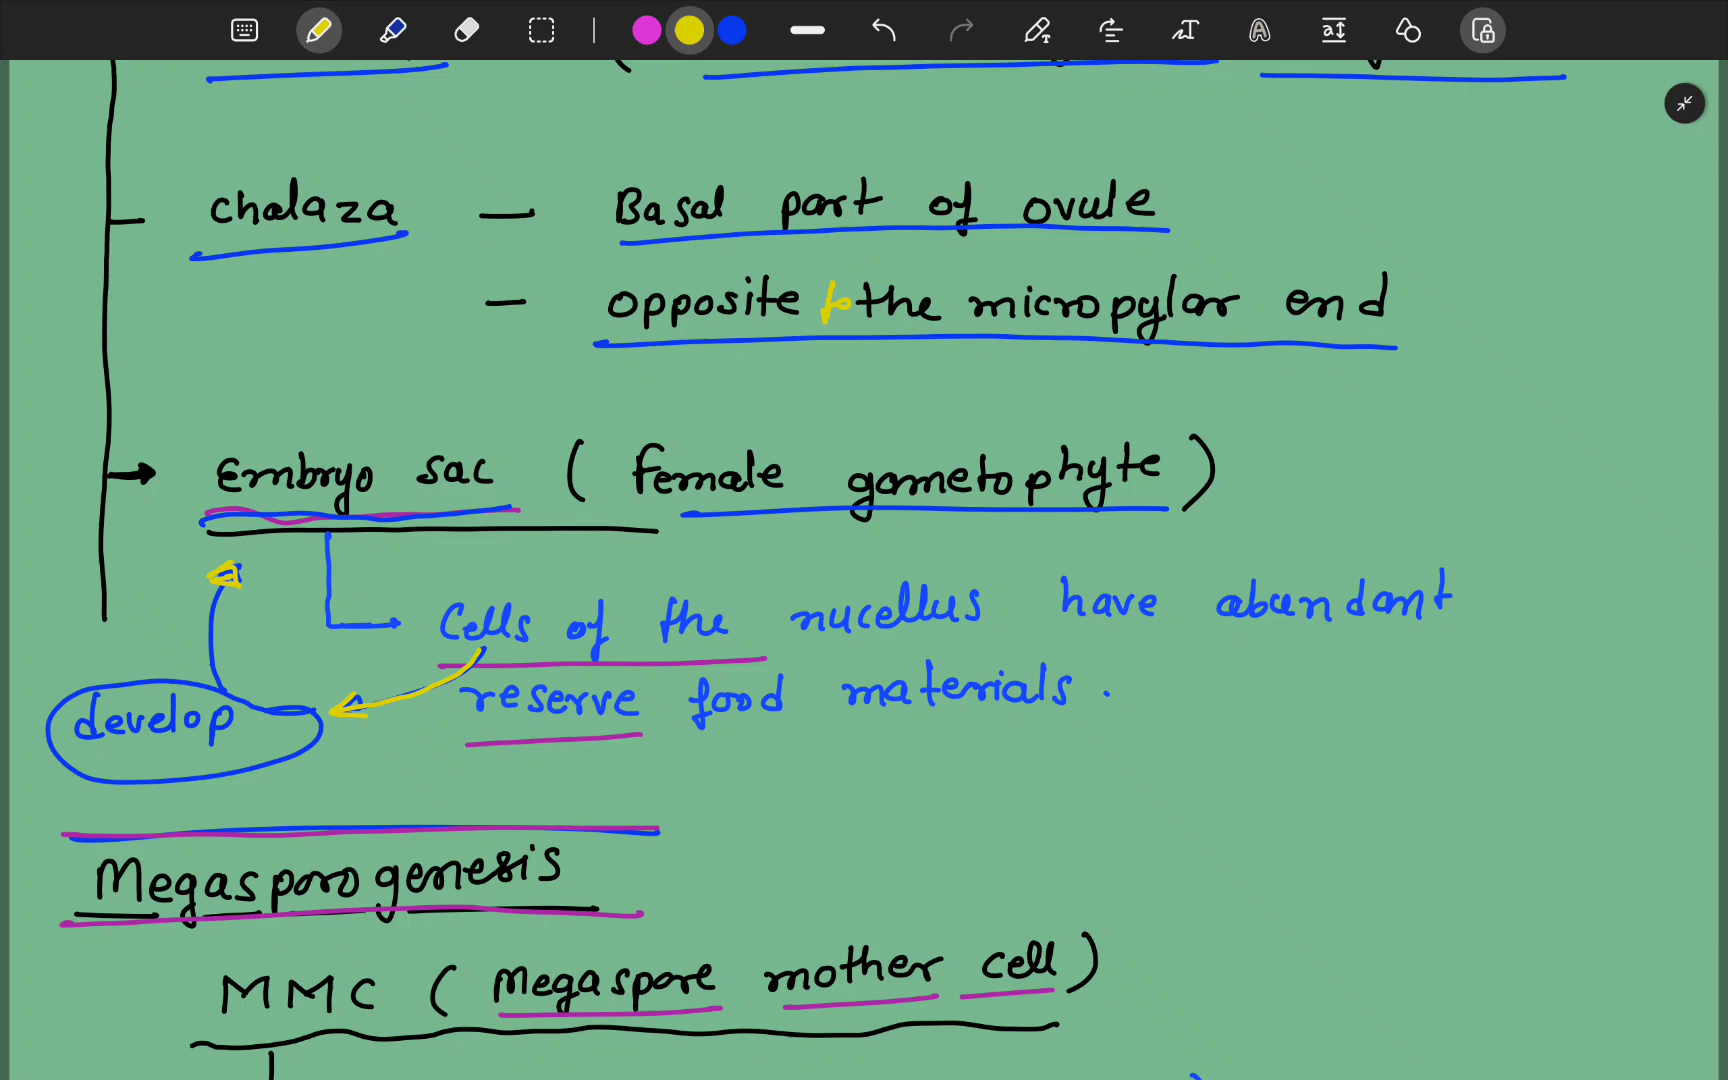 chalaza - Basal part of ovule
- opposite to the micropylar end
Embryo sac (female gametophyte)
Cells of the nucellus have abundant
reserve food materials.
develop
Megasporogenesis
MMC (Megaspore mother cell)